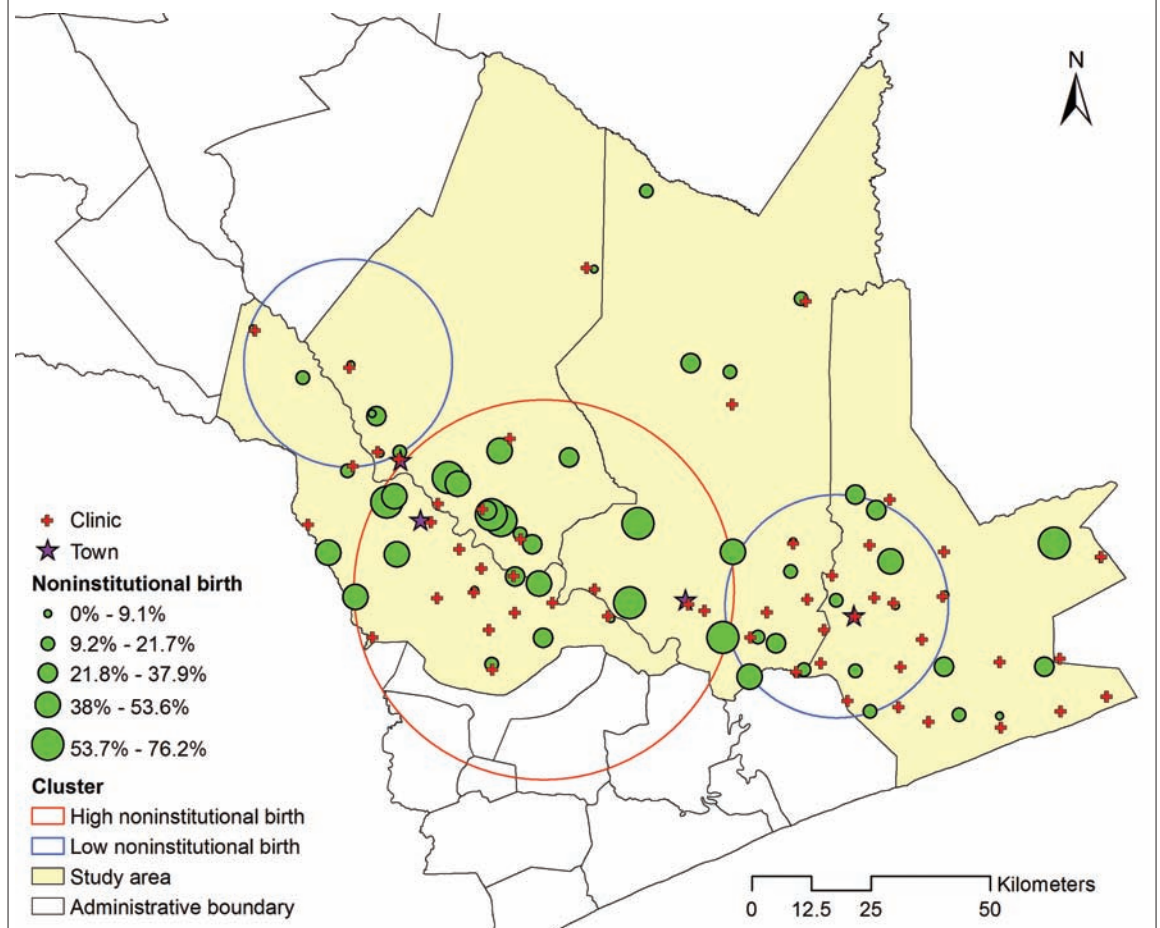 N
Clinic
Town
Noninstitutional birth
0% - 9.1%
9.2% - 21.7%
21.8% - 37.9%
38% - 53.6%
53.7% - 76.2%
Cluster
High noninstitutional birth
Low noninstitutional birth
Study area
Administrative boundary
Kilometers
0 12.5 25 50